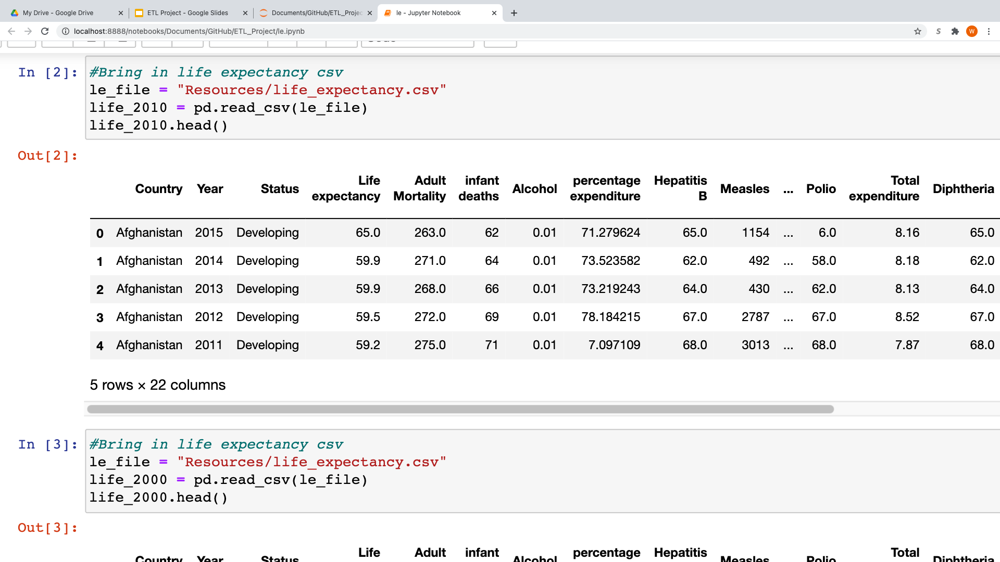 My Drive - Google Drive
ETL Project - Google Slides
Documents/GitHub/ETL_Projec
le - Jupyter Notebook
localhost:8888/notebooks/Documents/GitHub/ETL_Project/le.ipynb
S
W
In [2]:
#Bring in life expectancy csv
le_file = "Resources/life_expectancy.csv"
life_2010 = pd.read_csv(le_file)
life_2010.head()
Out[2]:
Country Year Status Life expectancy Adult Mortality infant deaths Alcohol percentage expenditure Hepatitis B Measles ... Polio Total expenditure Diphtheria
0 Afghanistan 2015 Developing 65.0 263.0 62 0.01 71.279624 65.0 1154 ... 6.0 8.16 65.0
1 Afghanistan 2014 Developing 59.9 271.0 64 0.01 73.523582 62.0 492 ... 58.0 8.18 62.0
2 Afghanistan 2013 Developing 59.9 268.0 66 0.01 73.219243 64.0 430 ... 62.0 8.13 64.0
3 Afghanistan 2012 Developing 59.5 272.0 69 0.01 78.184215 67.0 2787 ... 67.0 8.52 67.0
4 Afghanistan 2011 Developing 59.2 275.0 71 0.01 7.097109 68.0 3013 ... 68.0 7.87 68.0
5 rows × 22 columns
In [3]:
#Bring in life expectancy csv
le_file = "Resources/life_expectancy.csv"
life_2000 = pd.read_csv(le_file)
life_2000.head()
Out[3]:
Life Adult infant percentage Hepatitis Total
Country Year Status Alcohol Measles Polio Diphtheria